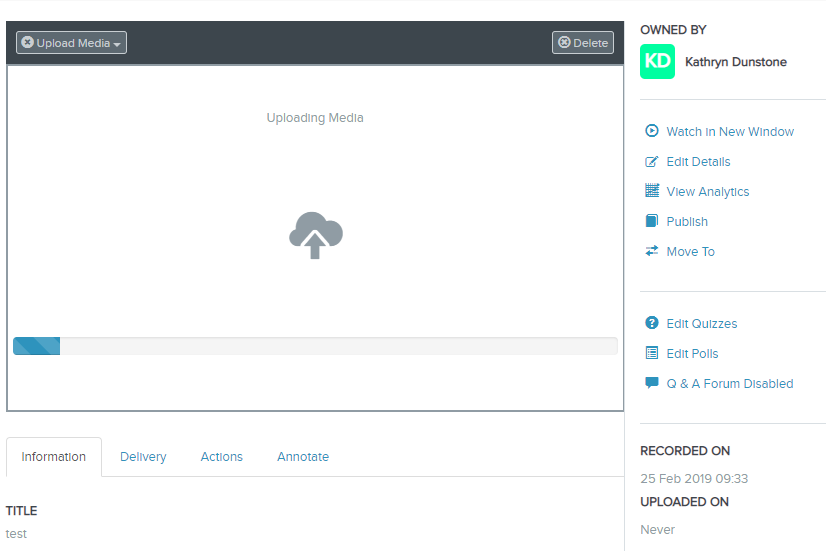 Upload Media
Delete
Uploading Media
Information
Delivery
Actions
Annotate
TITLE
test
OWNED BY
KD
Kathryn Dunstone
Watch in New Window
Edit Details
View Analytics
Publish
Move To
Edit Quizzes
Edit Polls
Q & A Forum Disabled
RECORDED ON
25 Feb 2019 09:33
UPLOADED ON
Never